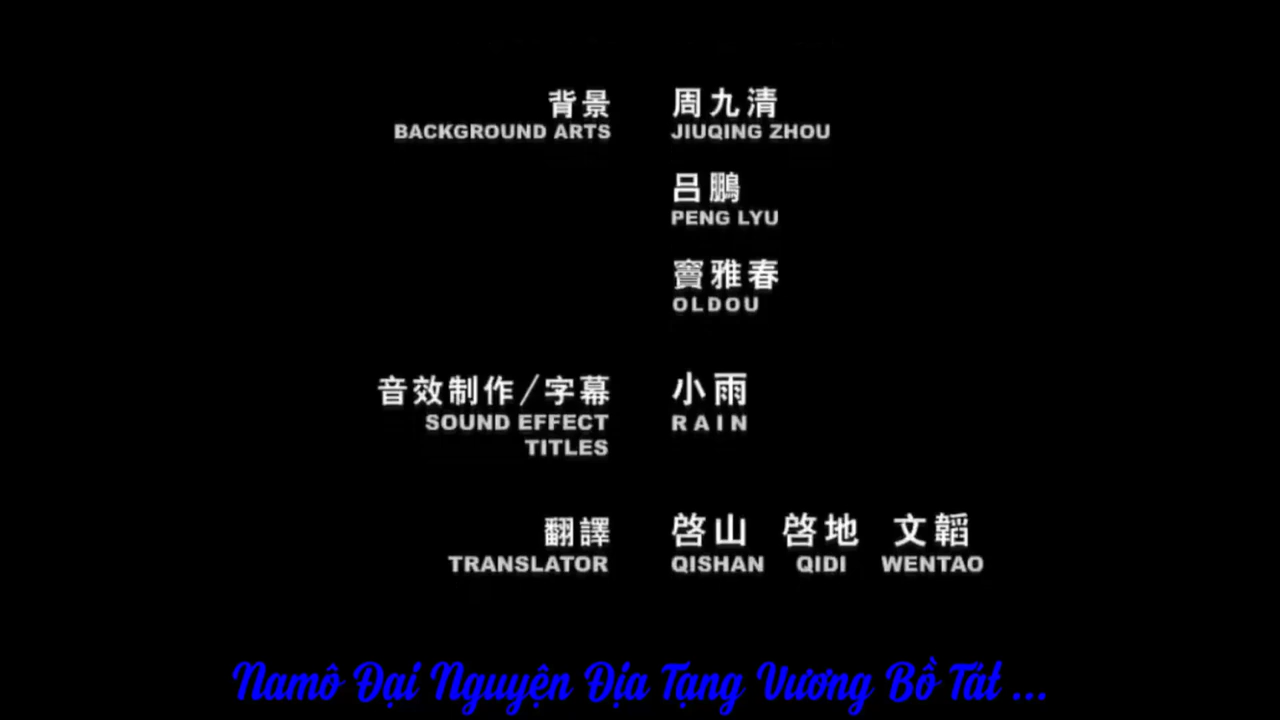 背景 周九清
BACKGROUND ARTS JIUQING ZHOU
吕鵬
PENG LYU
竇雅春
OLDOU
音效制作/字幕 小雨
SOUND EFFECT RAIN
TITLES
翻譯 啓山 啓地 文韜
TRANSLATOR QISHAN QIDI WENTAO
Namô Đại Nguyện Địa Tạng Vương Bồ Tát ...